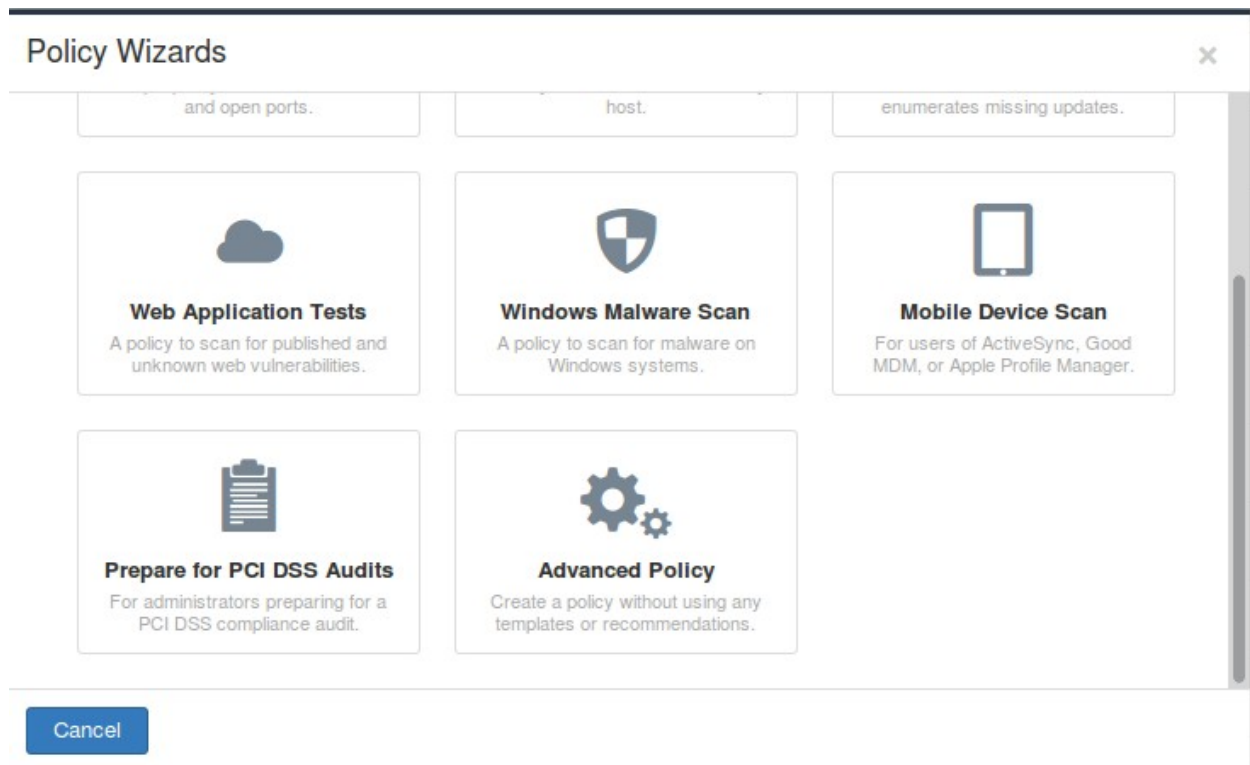 Policy Wizards
×
and open ports.
host.
enumerates missing updates.
Web Application Tests
A policy to scan for published and
unknown web vulnerabilities.
Windows Malware Scan
A policy to scan for malware on
Windows systems.
Mobile Device Scan
For users of ActiveSync, Good
MDM, or Apple Profile Manager.
Prepare for PCI DSS Audits
For administrators preparing for a
PCI DSS compliance audit.
Advanced Policy
Create a policy without using any
templates or recommendations.
Cancel